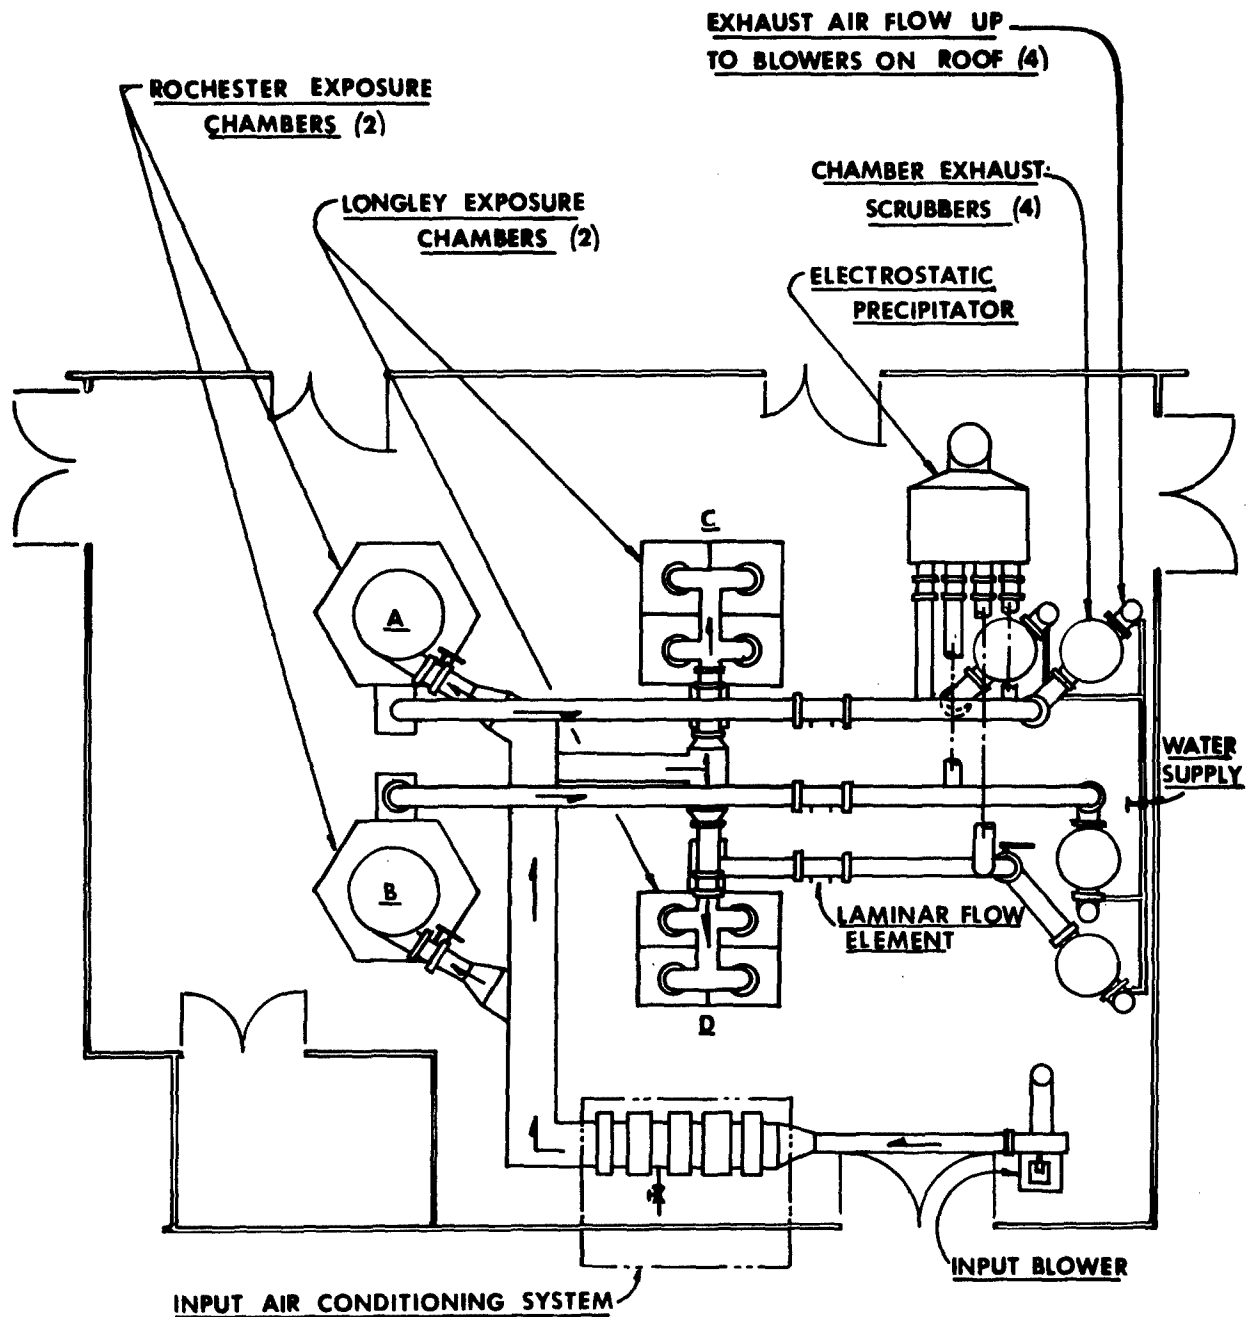 EXHAUST AIR FLOW UP
TO BLOWERS ON ROOF (4)
ROCHESTER EXPOSURE
CHAMBERS (2)
CHAMBER EXHAUST
SCRUBBERS (4)
LONGLEY EXPOSURE
CHAMBERS (2)
ELECTROSTATIC
PRECIPITATOR
C
A
WATER
SUPPLY
B
LAMINAR FLOW
ELEMENT
D
INPUT BLOWER
INPUT AIR CONDITIONING SYSTEM